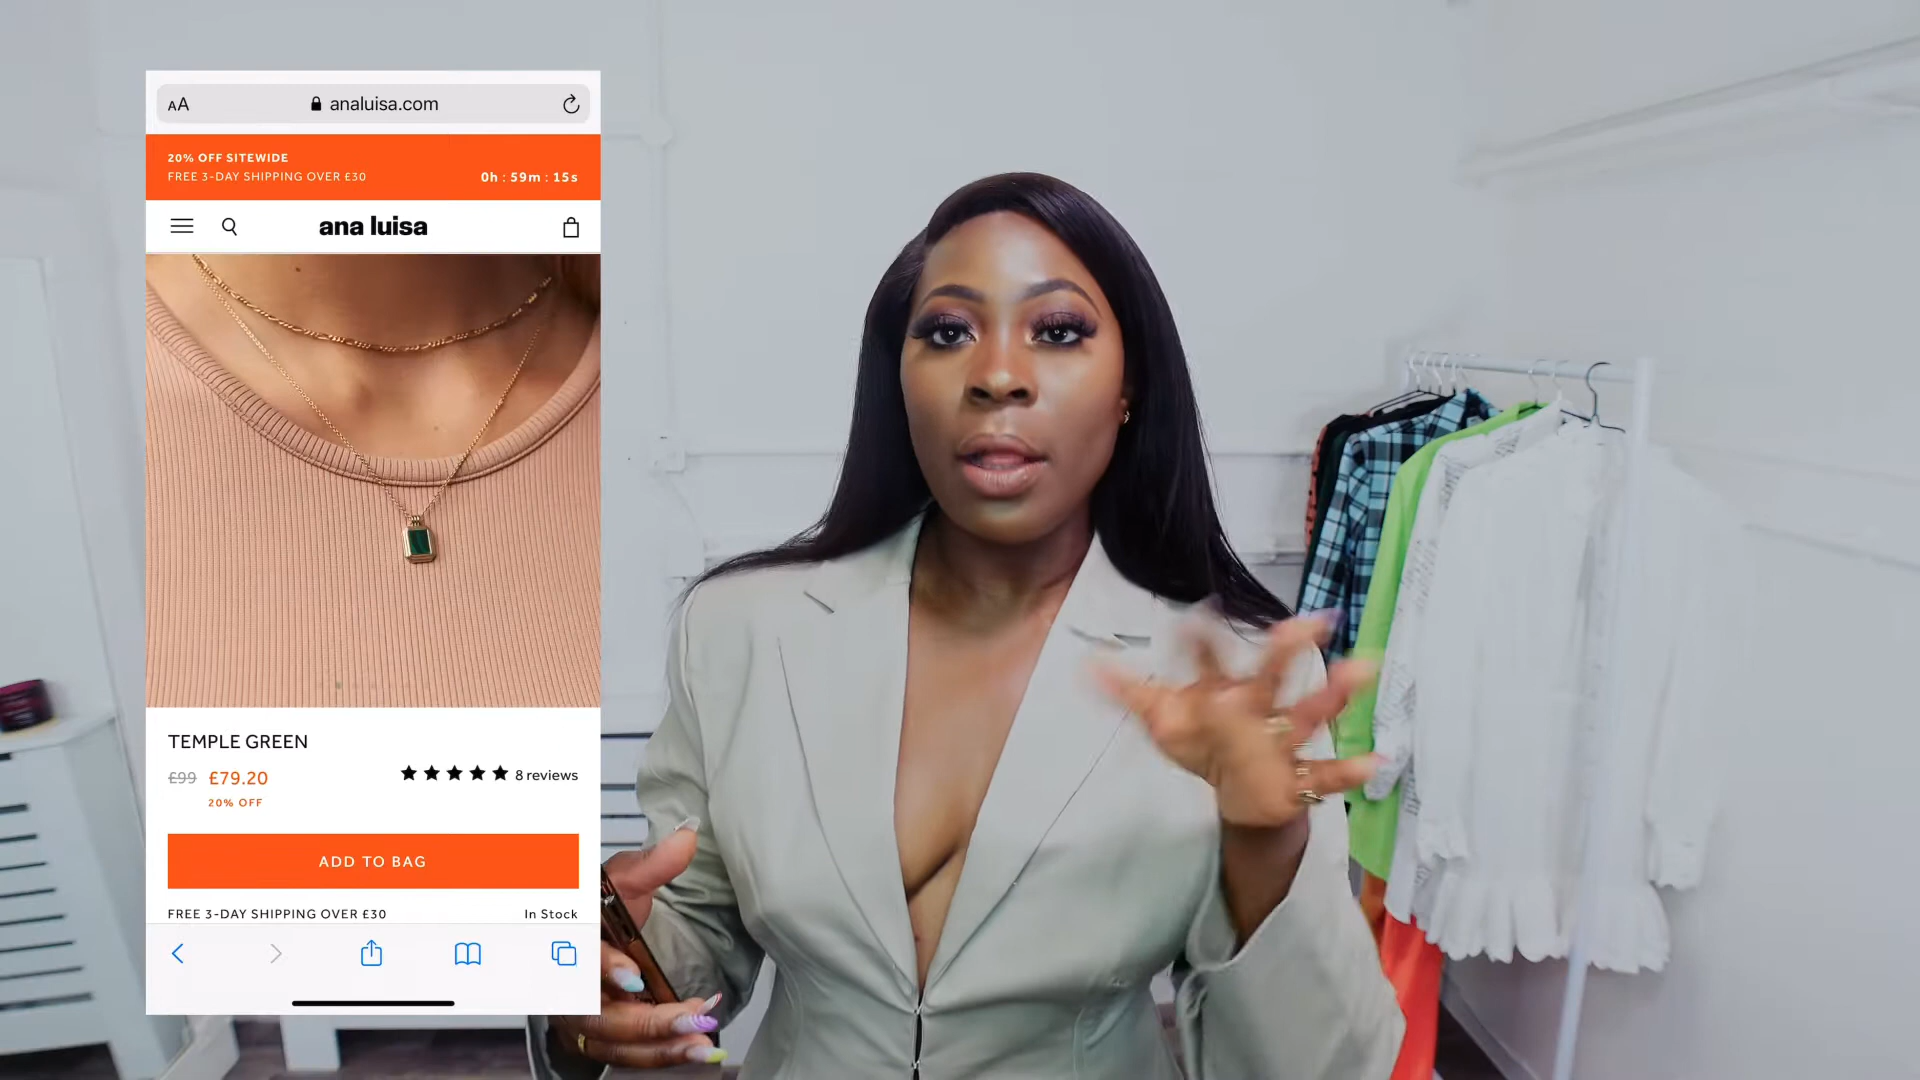 AA analuisa.com
20% OFF SITEWIDE
FREE 3-DAY SHIPPING OVER £30 0h : 59m : 15s
ana luisa
TEMPLE GREEN
£99 £79.20 8 reviews
20% OFF
ADD TO BAG
FREE 3-DAY SHIPPING OVER £30 In Stock